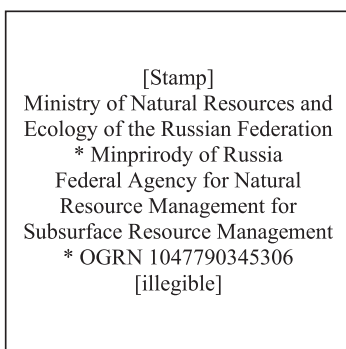 [Stamp]
Ministry of Natural Resources and
Ecology of the Russian Federation
* Minprirody of Russia
Federal Agency for Natural
Resource Management for
Subsurface Resource Management
* OGRN 1047790345306
[illegible]